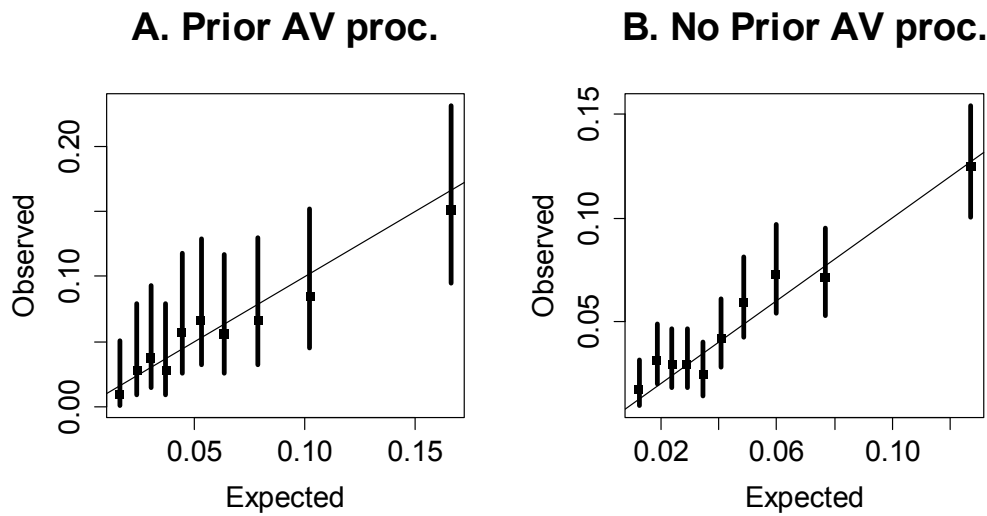 A. Prior AV proc.
Observed
0.20
0.10
0.00
0.05 0.10 0.15
Expected
B. No Prior AV proc.
Observed
0.15
0.10
0.05
0.02 0.06 0.10
Expected